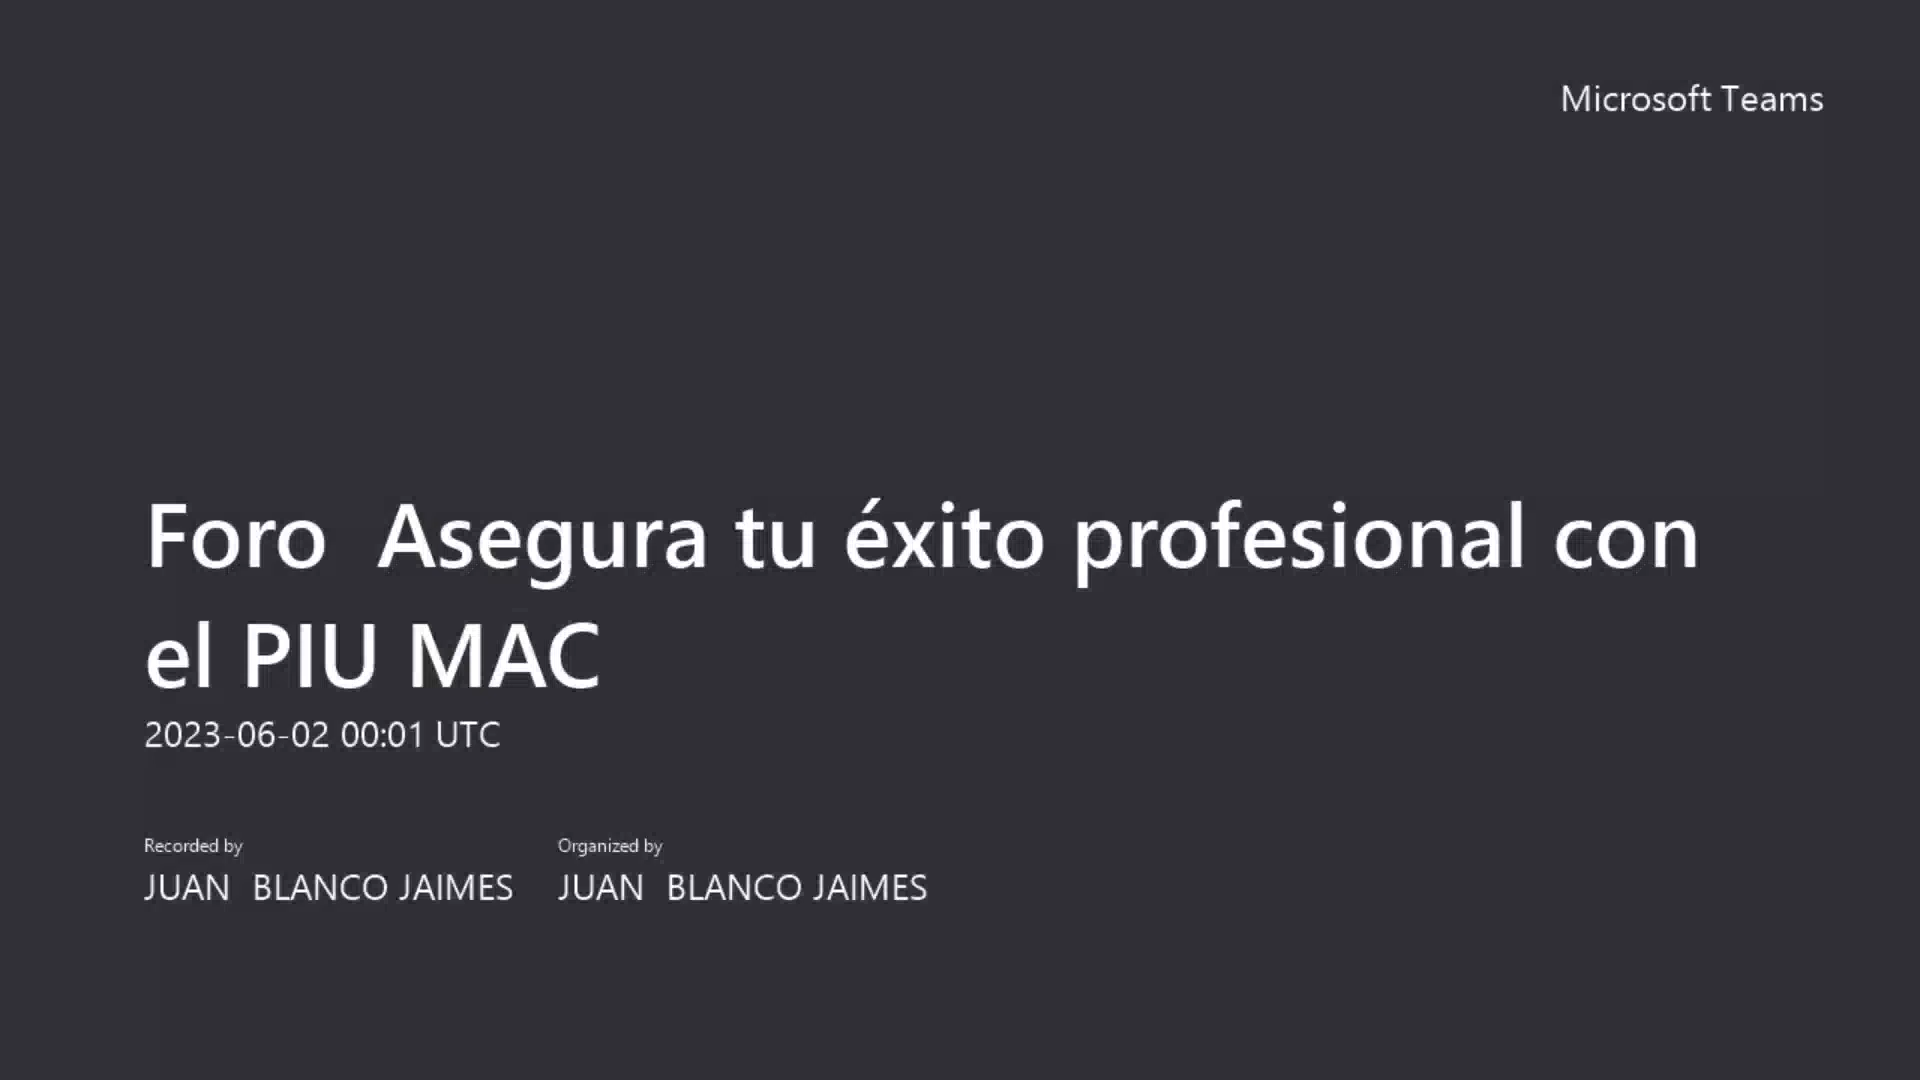 Microsoft Teams
Foro  Asegura tu éxito profesional con
el PIU MAC
2023-06-02 00:01 UTC
Recorded by
Organized by
JUAN  BLANCO JAIMES
JUAN  BLANCO JAIMES